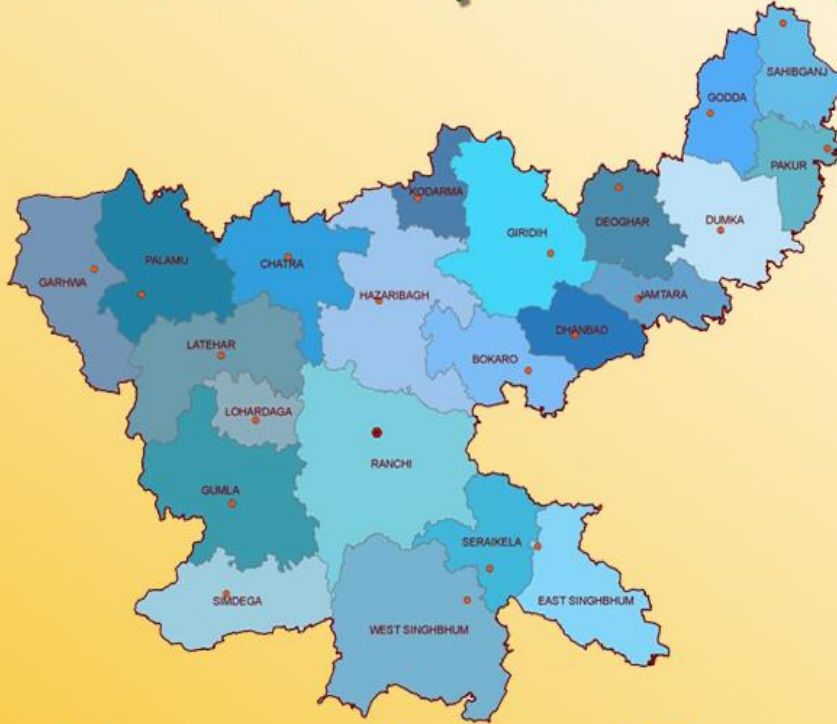 SAHIBGANJ
GODDA
PAKUR
KODARMA
DEOGHAR
DUMKA
GIRIDIH
PALAMU
CHATRA
GARHWA
HAZARIBAGH
JAMTARA
DHANBAD
LATEHAR
BOKARO
LOHARDAGA
RANCHI
GUMLA
SERAIKELA
SIMDEGA
EAST SINGHBHUM
WEST SINGHBHUM